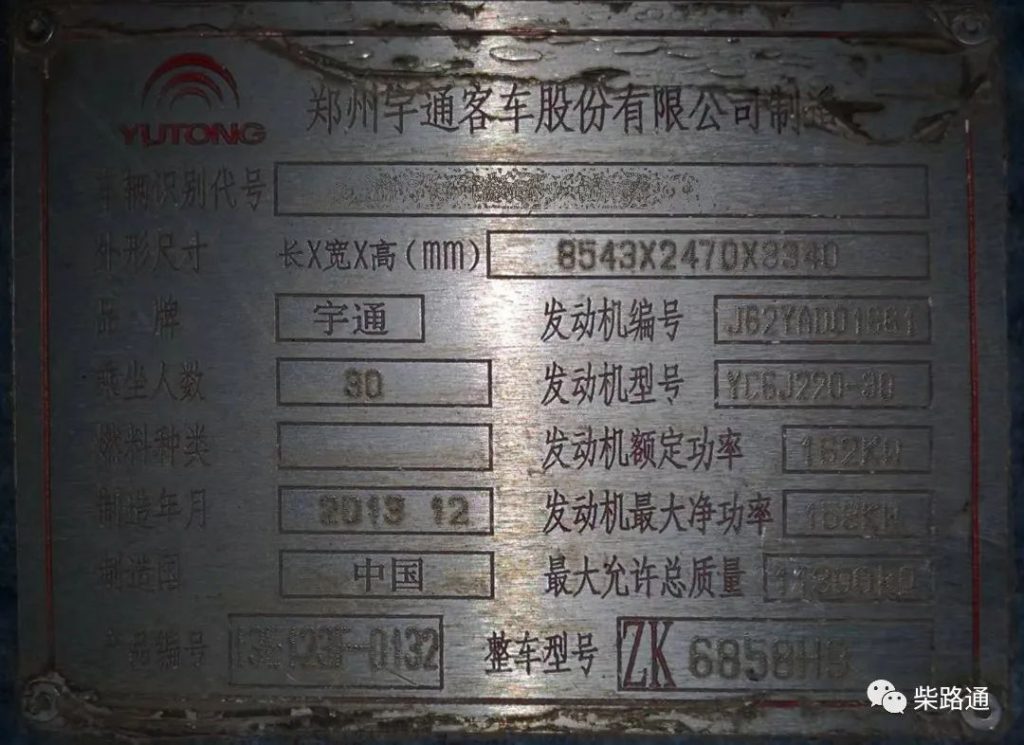 YUTONG 郑州宇通客车股份有限公司制造
车辆识别代号
外形尺寸 长X宽X高(mm) 8543X2470X3340
品牌 宇通 发动机编号
乘坐人数 30 发动机型号 YC6J220-30
燃料种类 发动机额定功率 162KW
制造年月 2013 12 发动机最大净功率
制造国 中国 最大允许总质量
产品编号 整车型号 ZK 6858H9
柴路通